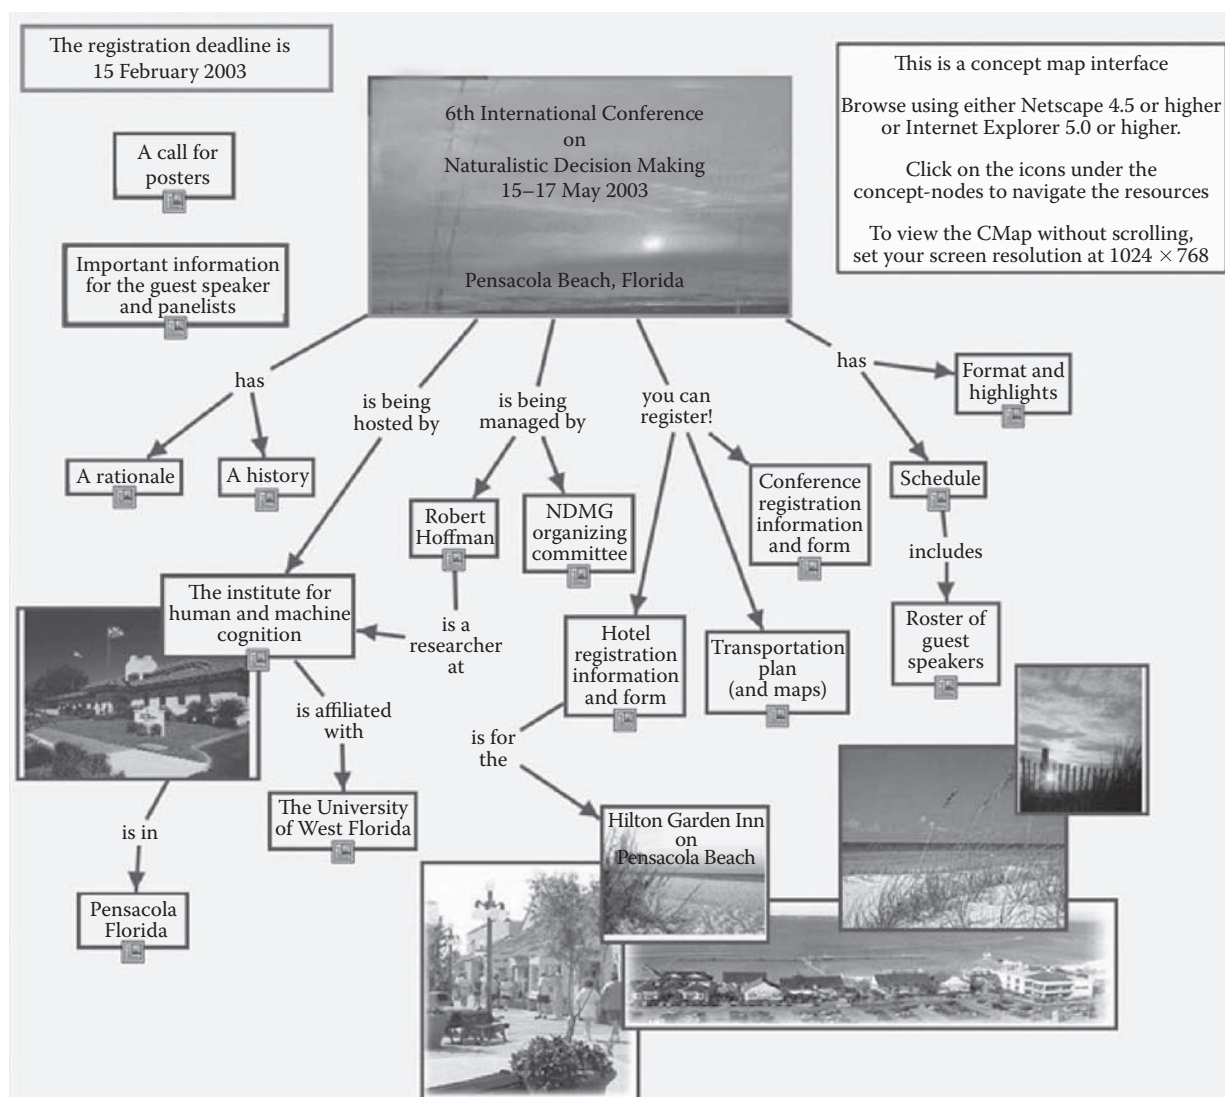 The registration deadline is
15 February 2003
This is a concept map interface
Browse using either Netscape 4.5 or higher
or Internet Explorer 5.0 or higher.
Click on the icons under the
concept-nodes to navigate the resources
To view the CMap without scrolling,
set your screen resolution at 1024 × 768
6th International Conference
on
Naturalistic Decision Making
15–17 May 2003
Pensacola Beach, Florida
A call for
posters
Important information
for the guest speaker
and panelists
has
A rationale
A history
is being
hosted by
is being
managed by
you can
register!
has
Format and
highlights
Schedule
Conference
registration
information
and form
Robert
Hoffman
NDMG
organizing
committee
includes
The institute for
human and machine
cognition
is a
researcher
at
Hotel
registration
information
and form
Transportation
plan
(and maps)
Roster of
guest
speakers
is affiliated
with
is for
the
The University
of West Florida
is in
Pensacola
Florida
Hilton Garden Inn
on
Pensacola Beach